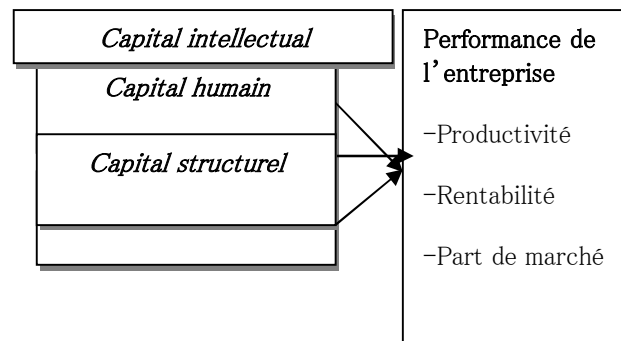 Capital intellectual
Capital humain
Capital structurel
Performance de
l’entreprise
-Productivité
-Rentabilité
-Part de marché